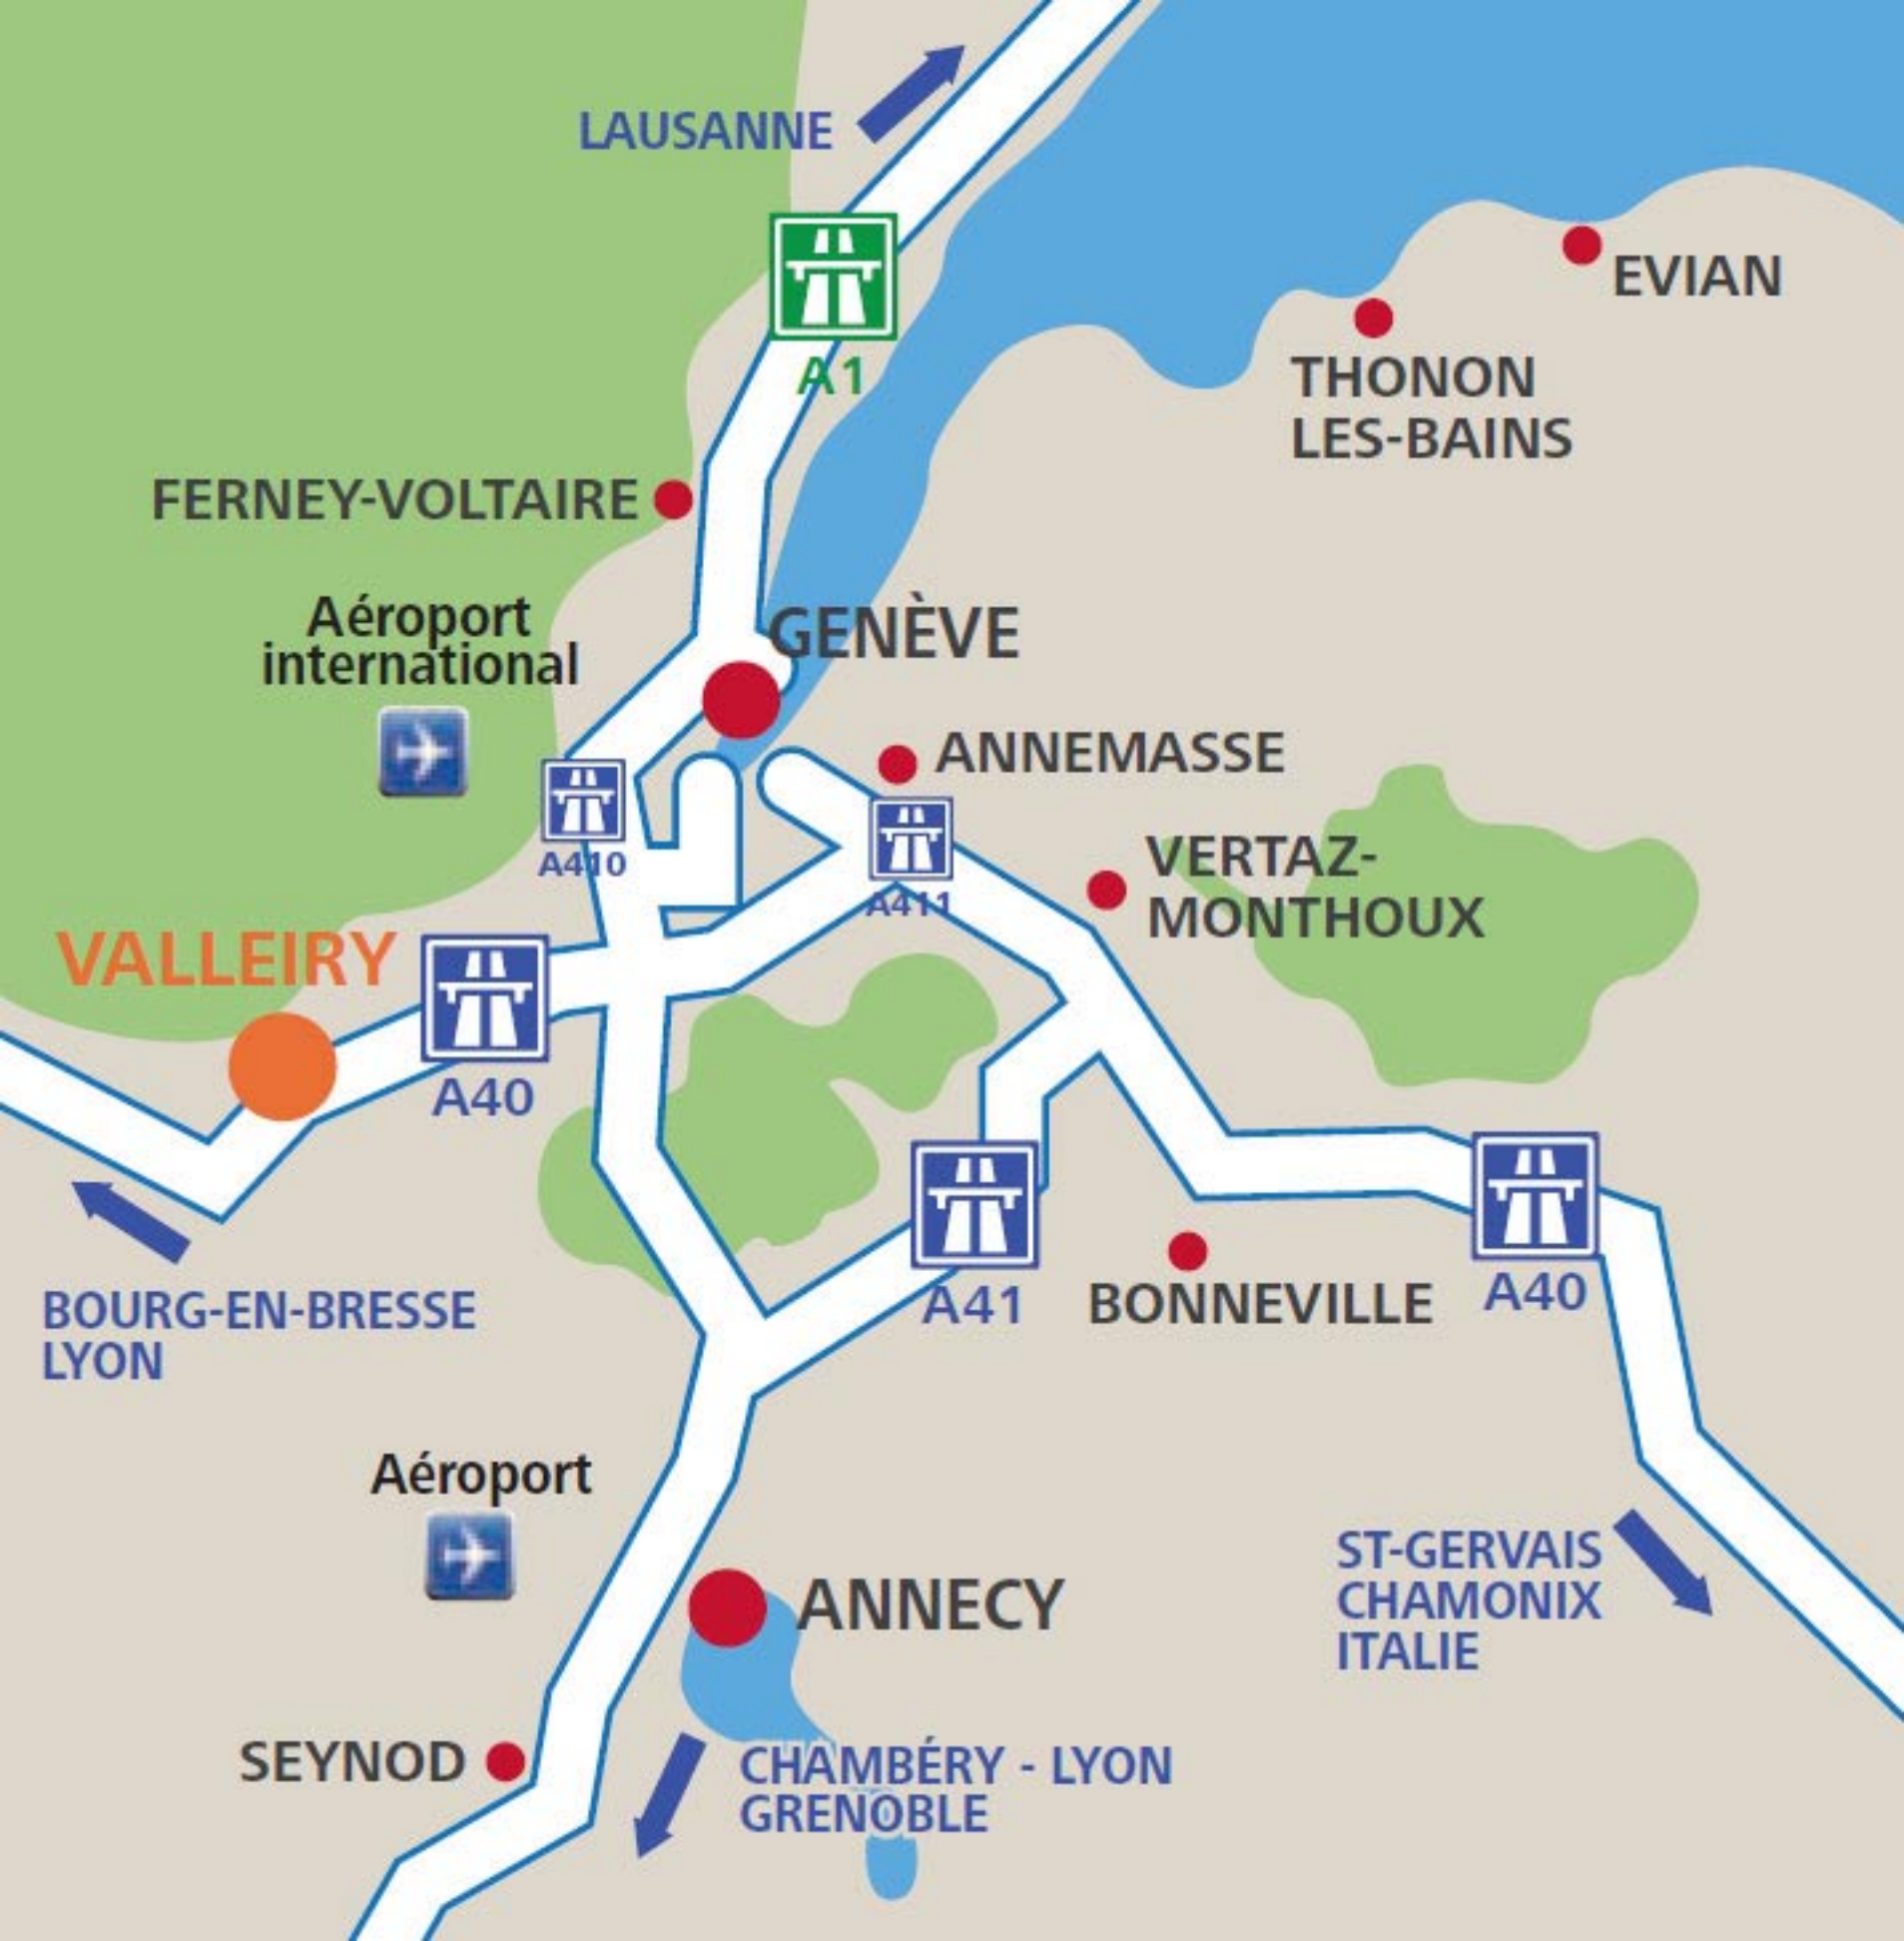 LAUSANNE
A1
EVIAN
THONON
LES-BAINS
FERNEY-VOLTAIRE
Aéroport
international
GENÈVE
ANNEMASSE
A410
A411
VERTAZ-
MONTHOUX
VALLEIRY
A40
A41
BONNEVILLE
A40
BOURG-EN-BRESSE
LYON
Aéroport
ST-GERVAIS
CHAMONIX
ITALIE
ANNECY
SEYNOD
CHAMBÉRY - LYON
GRENOBLE